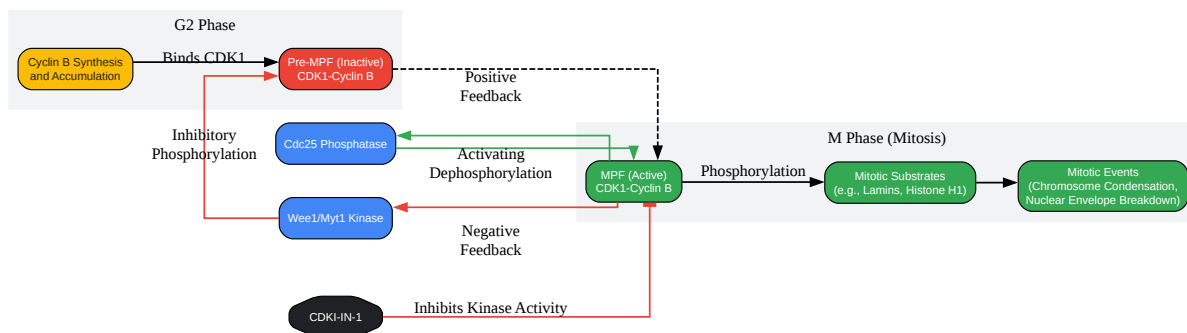 G2 Phase
Cyclin B Synthesis
and Accumulation
Binds CDK1
Pre-MPF (Inactive)
CDK1-Cyclin B
Positive
Feedback
Inhibitory
Phosphorylation
Cdc25 Phosphatase
Activating
Dephosphorylation
M Phase (Mitosis)
MPF (Active)
CDK1-Cyclin B
Phosphorylation
Mitotic Substrates
(e.g., Lamins, Histone H1)
Mitotic Events
(Chromosome Condensation,
Nuclear Envelope Breakdown)
Wee1/Myt1 Kinase
Negative
Feedback
CDKI-IN-1
Inhibits Kinase Activity